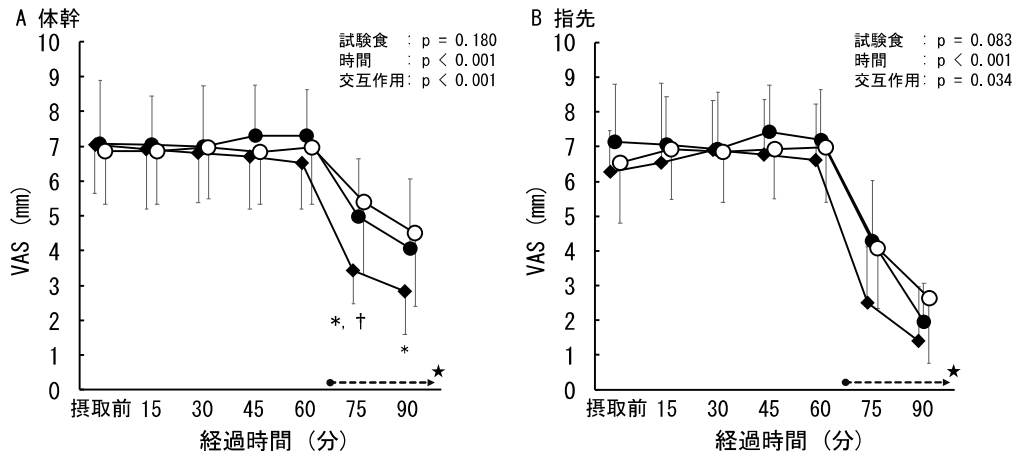 A 体幹
試験食 : p = 0.180
時間 : p < 0.001
交互作用: p < 0.001
10
9
8
7
6
5
4
3
2
1
0
VAS (mm)
*, †
*
★
摂取前 15 30 45 60 75 90
経過時間 (分)
B 指先
試験食 : p = 0.083
時間 : p < 0.001
交互作用: p = 0.034
10
9
8
7
6
5
4
3
2
1
0
VAS (mm)
★
摂取前 15 30 45 60 75 90
経過時間 (分)